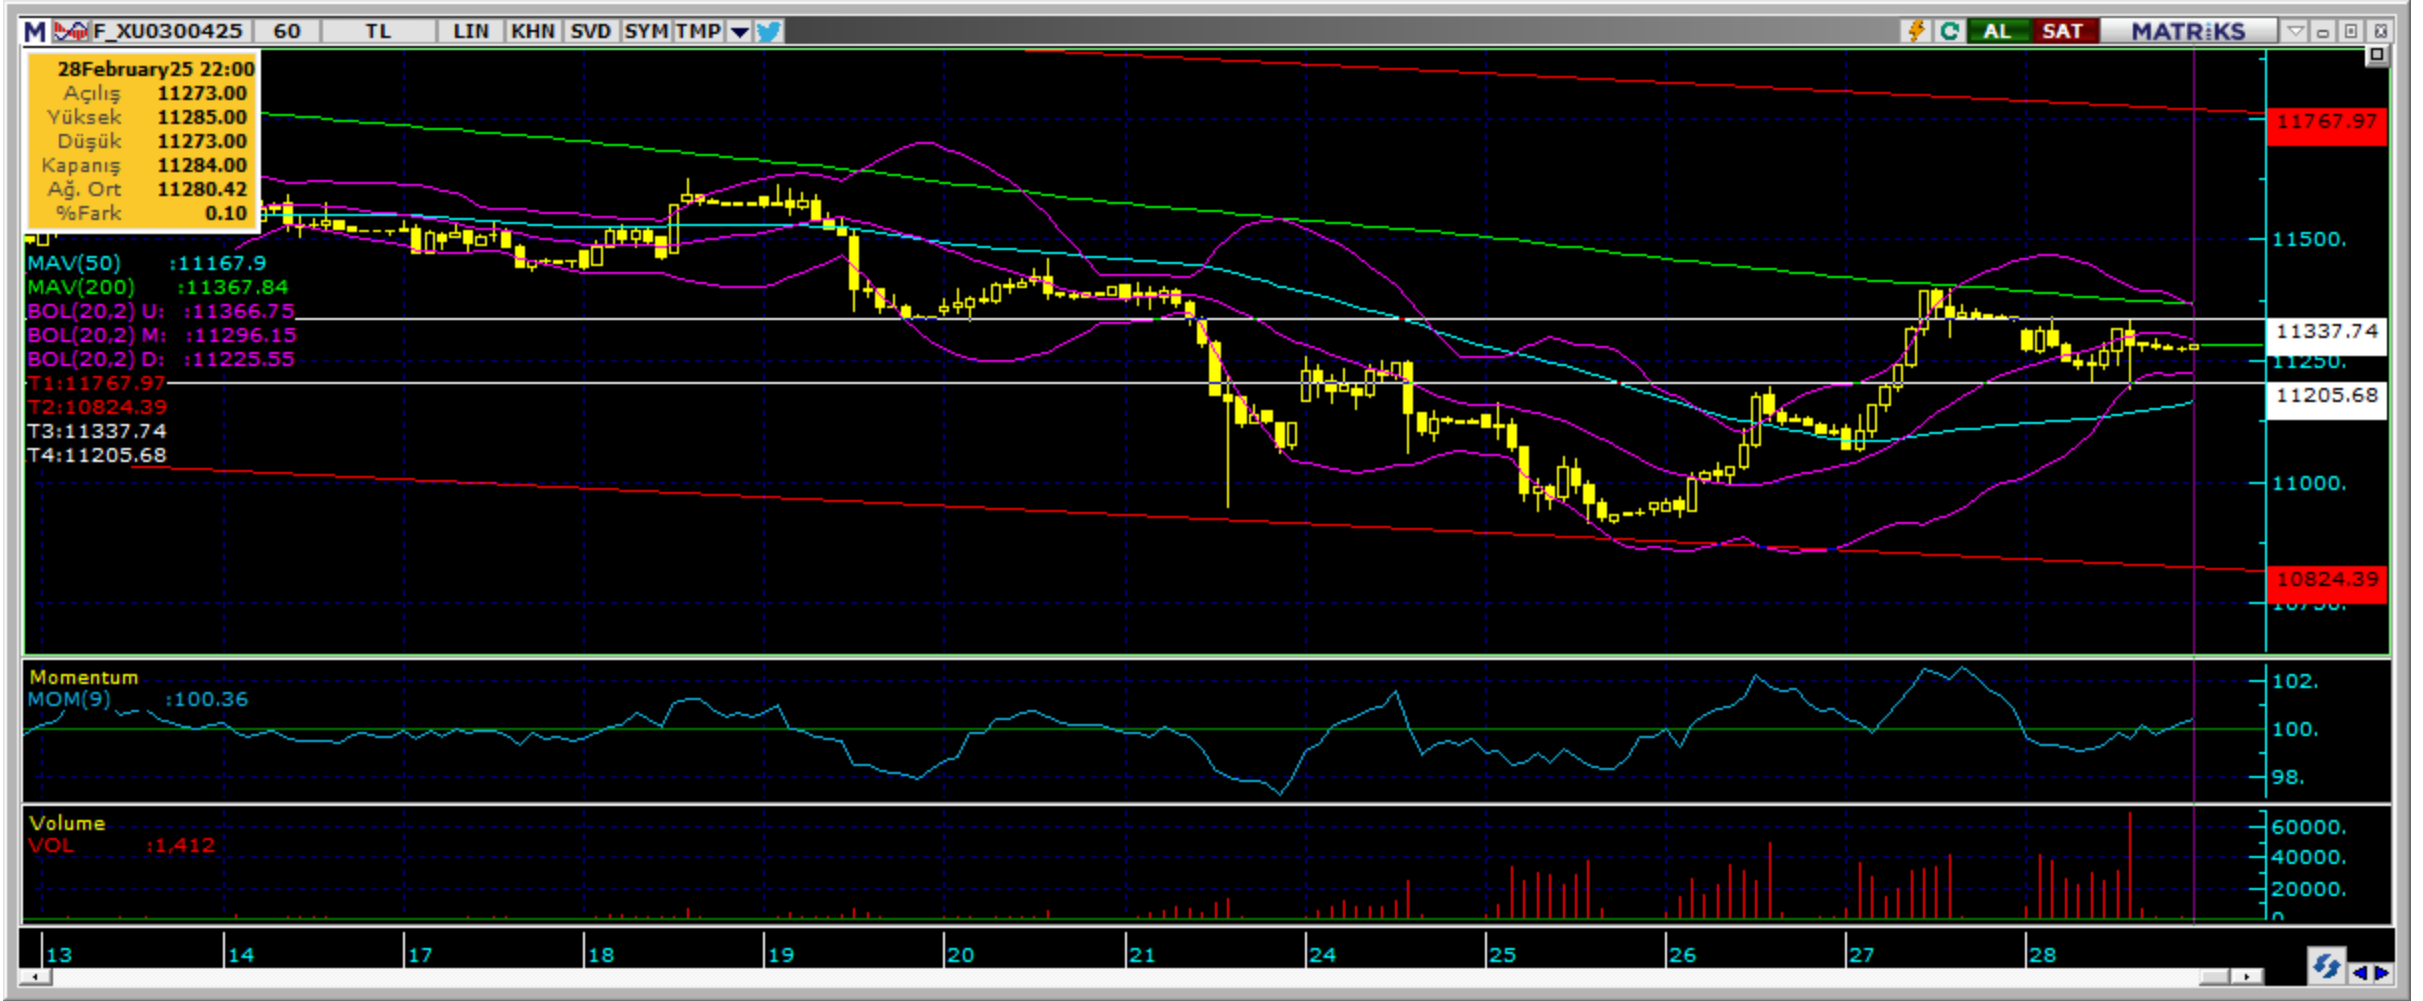 M F_XU0300425 60 TL LIN KHN SVD SYM TMP AL SAT MATRiKS
28February25 22:00
Açılış 11273.00
Yüksek 11285.00
Düşük 11273.00
Kapanış 11284.00
Ağ. Ort 11280.42
%Fark 0.10
MAV(50) :11167.9
MAV(200) :11367.84
BOL(20,2) U: :11366.75
BOL(20,2) M: :11296.15
BOL(20,2) D: :11225.55
T1:11767.97
T2:10824.39
T3:11337.74
T4:11205.68
11767.97
11500.
11337.74
11250.
11205.68
11000.
10824.39
10750.
Momentum
MOM(9) :100.36
102.
100.
98.
Volume
VOL :1,412
60000.
40000.
20000.
0
13 14 17 18 19 20 21 24 25 26 27 28